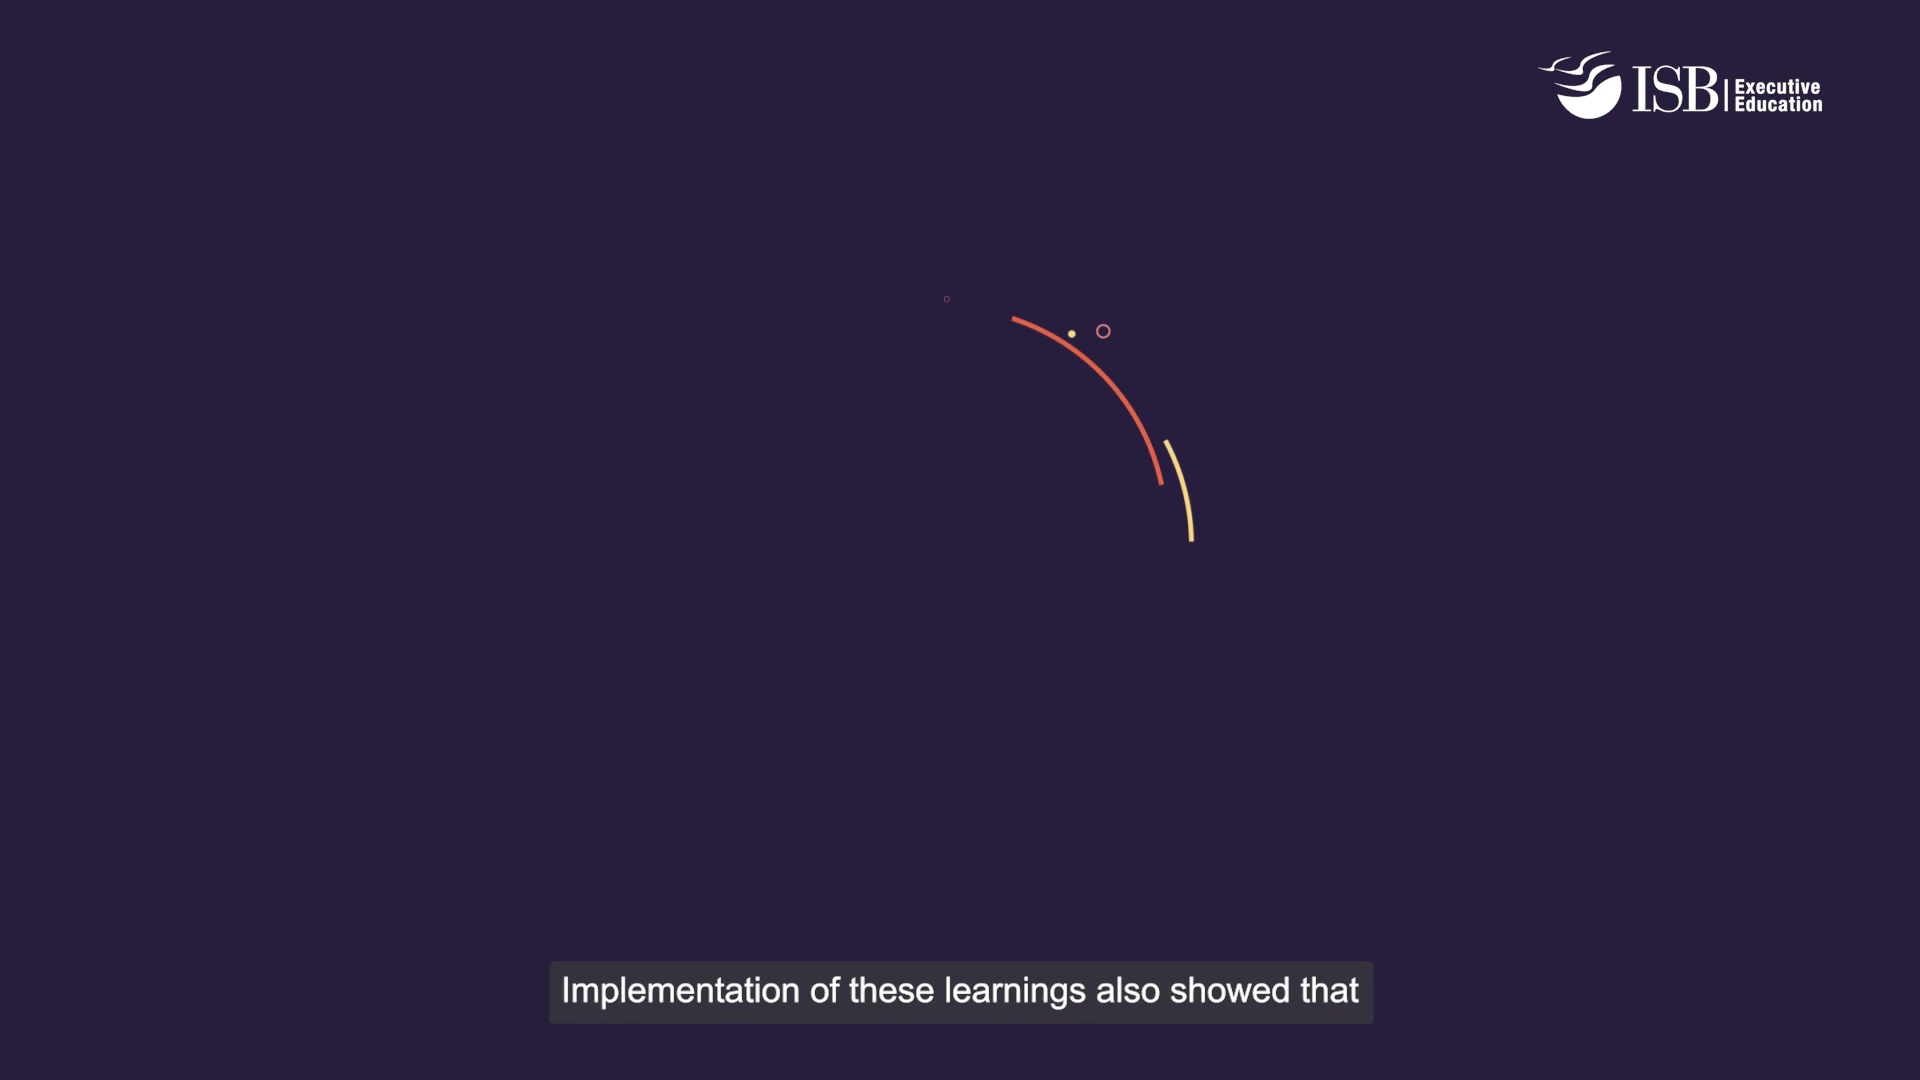 ISB
Executive
Education
Implementation of these learnings also showed that